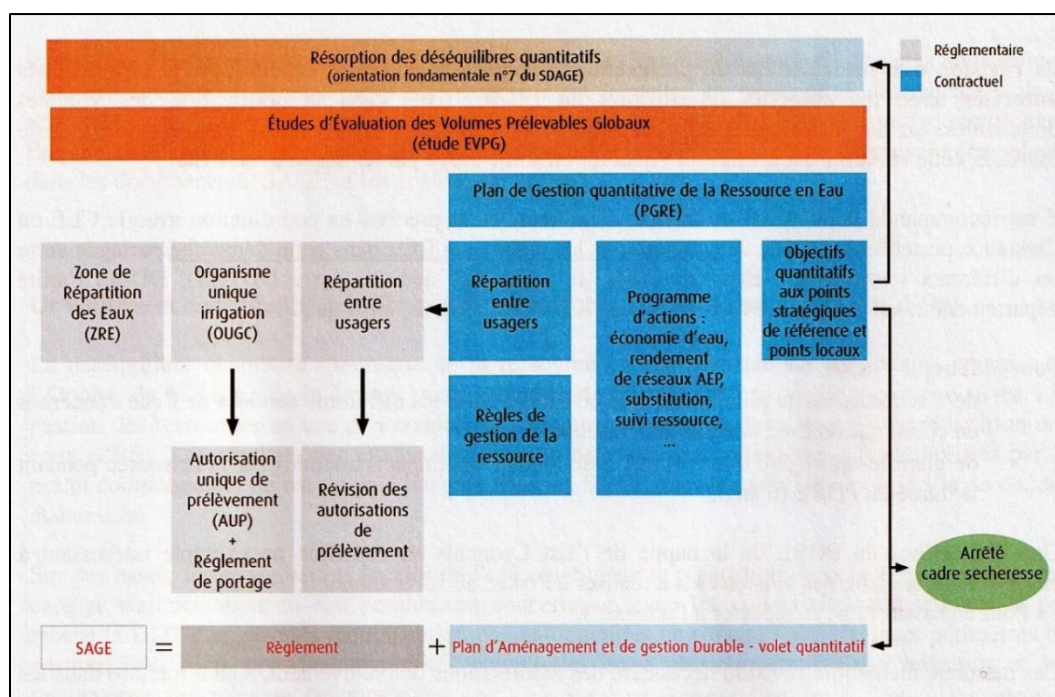 Résorption des déséquilibres quantitatifs
(orientation fondamentale n°7 du SDAGE)
Réglementaire
Contractuel
Études d'Évaluation des Volumes Prélevables Globaux
(étude EVPG)
Plan de Gestion quantitative de la Ressource en Eau
(PGRE)
Zone de
Répartition
des Eaux
(ZRE)
Organisme
unique
irrigation
(OUGC)
Répartition
entre
usagers
Répartition
entre
usagers
Programme
d'actions :
économie d'eau,
rendement
de réseaux AEP,
substitution,
suivi ressource,
...
Objectifs
quantitatifs
aux points
stratégiques
de référence et
points locaux
Règles de
gestion de la
ressource
Autorisation
unique de
prélèvement
(AUP)
+
Réglement
de portage
Révision des
autorisations
de
prélèvement
Arrêté
cadre secheresse
SAGE = Règlement + Plan d'Aménagement et de gestion Durable - volet quantitatif